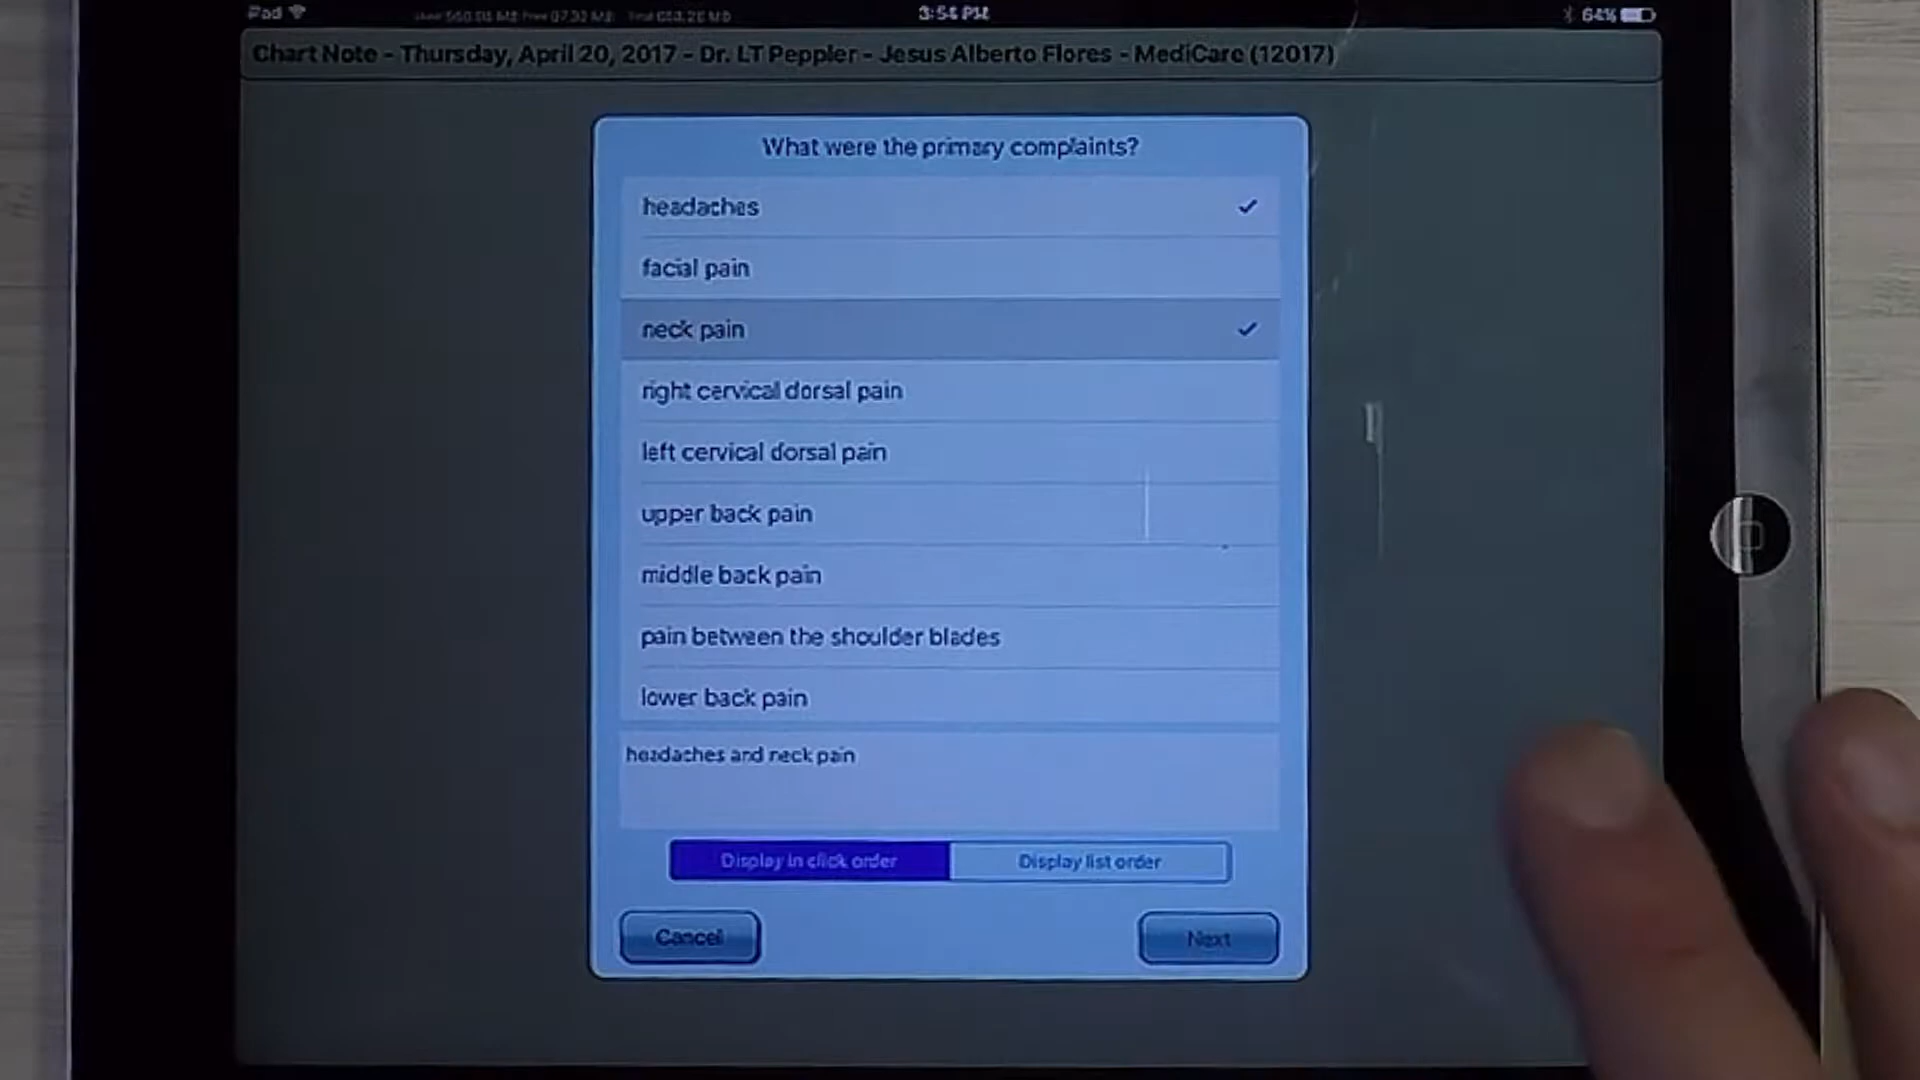 iPad 3:54 PM 64%
Chart Note - Thursday, April 20, 2017 - Dr. LT Peppler - Jesus Alberto Flores - MediCare (12017)
What were the primary complaints?
headaches
facial pain
neck pain
right cervical dorsal pain
left cervical dorsal pain
upper back pain
middle back pain
pain between the shoulder blades
lower back pain
headaches and neck pain
Display in click order Display list order
Cancel Next